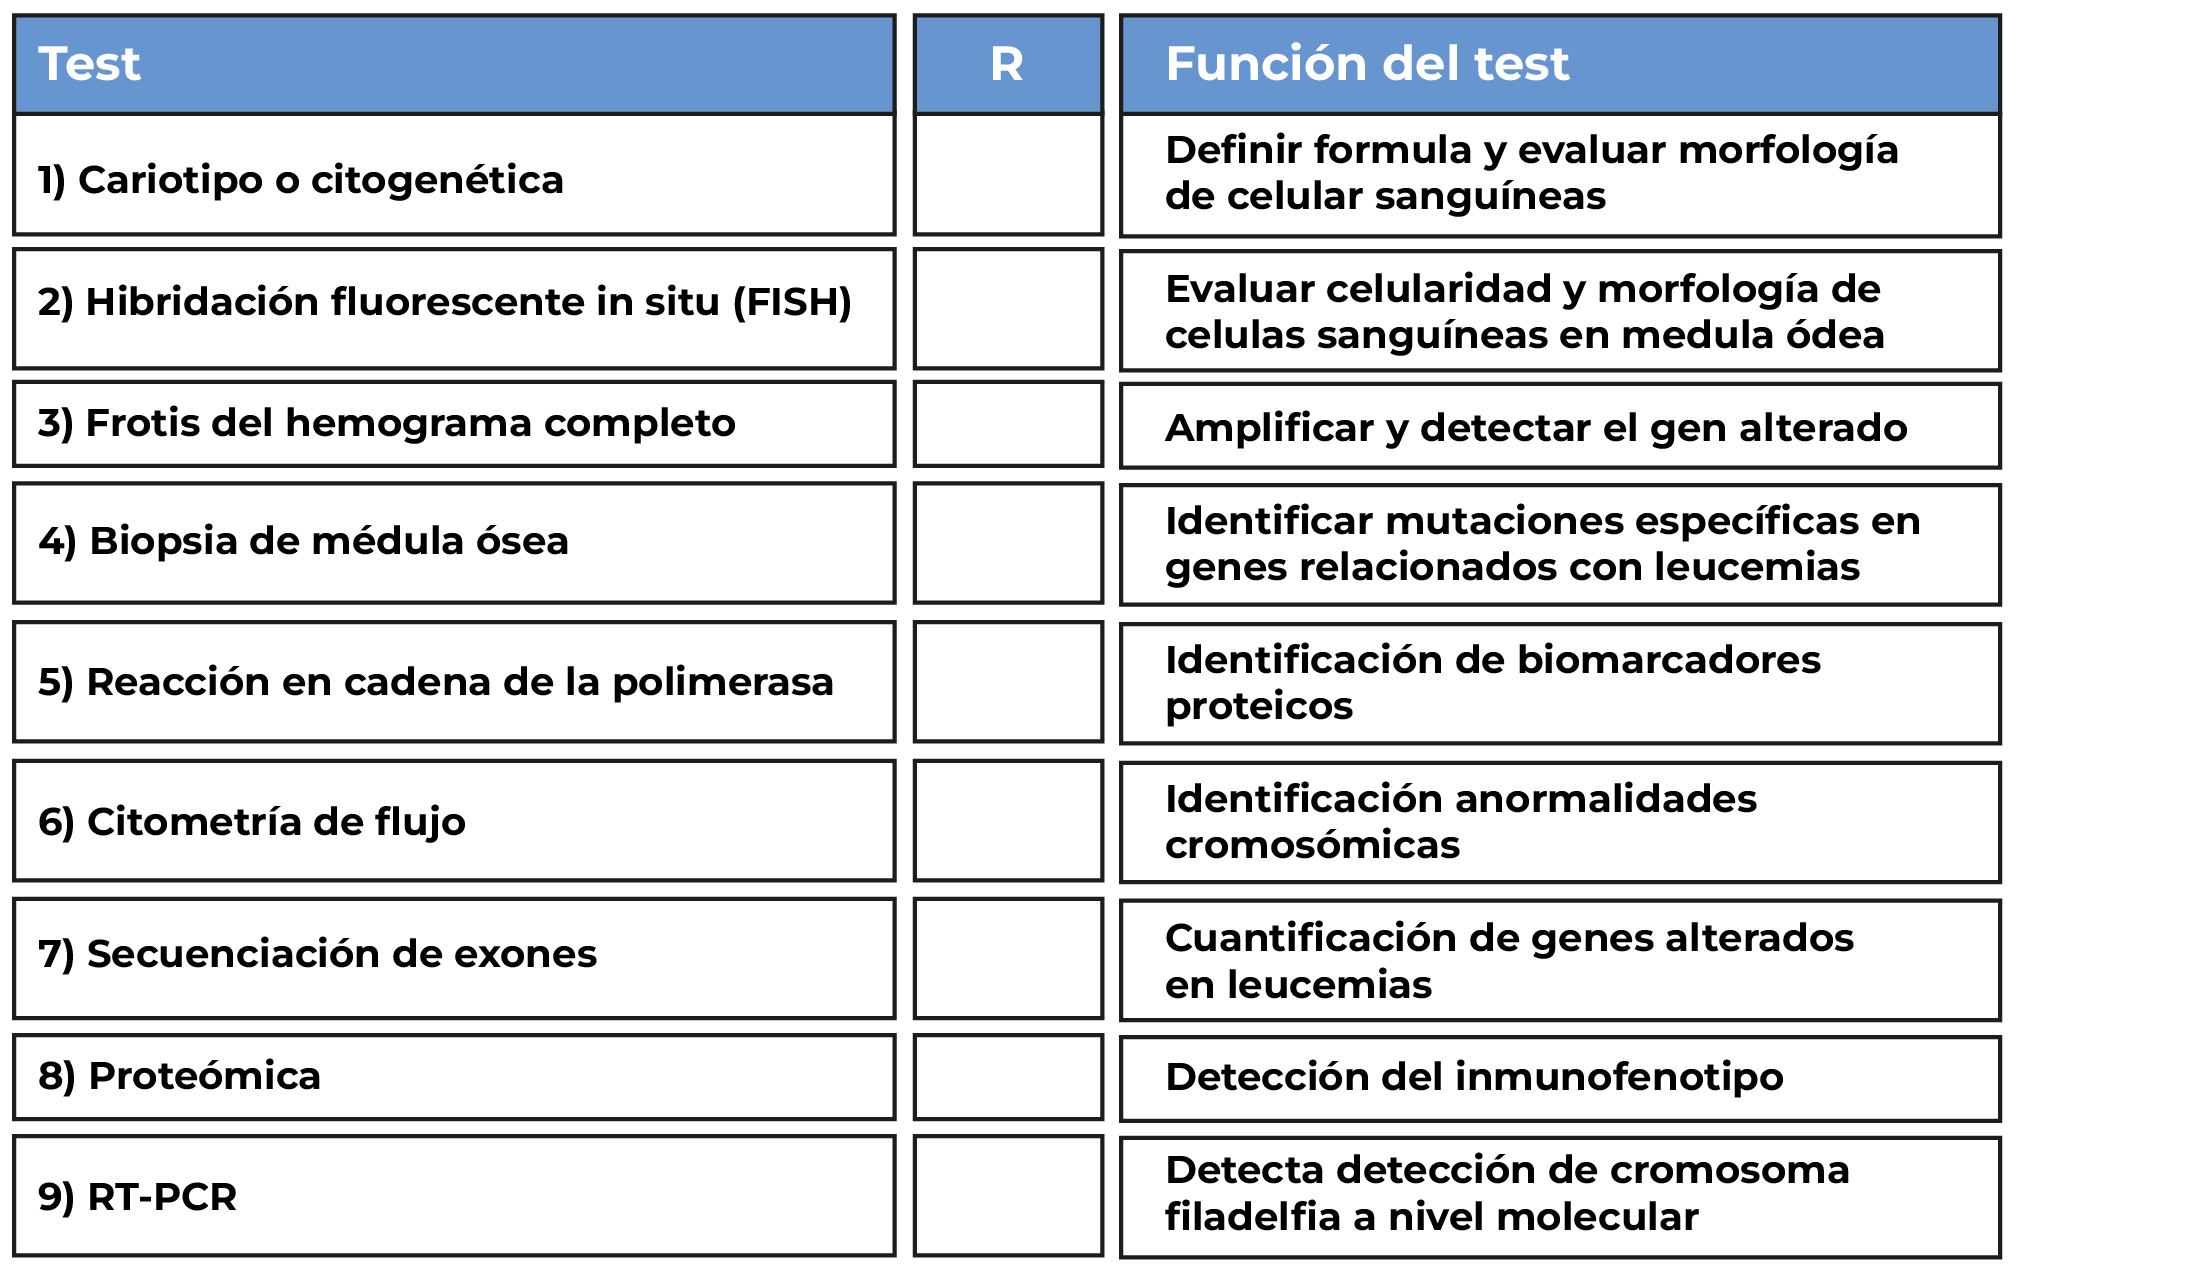 Test
R
Función del test
1) Cariotipo o citogenética
Definir formula y evaluar morfología
de celular sanguíneas
2) Hibridación fluorescente in situ (FISH)
Evaluar celularidad y morfología de
celulas sanguíneas en medula ódea
3) Frotis del hemograma completo
Amplificar y detectar el gen alterado
4) Biopsia de médula ósea
Identificar mutaciones específicas en
genes relacionados con leucemias
5) Reacción en cadena de la polimerasa
Identificación de biomarcadores
proteicos
6) Citometría de flujo
Identificación anormalidades
cromosómicas
7) Secuenciación de exones
Cuantificación de genes alterados
en leucemias
8) Proteómica
Detección del inmunofenotipo
9) RT-PCR
Detecta detección de cromosoma
filadelfia a nivel molecular